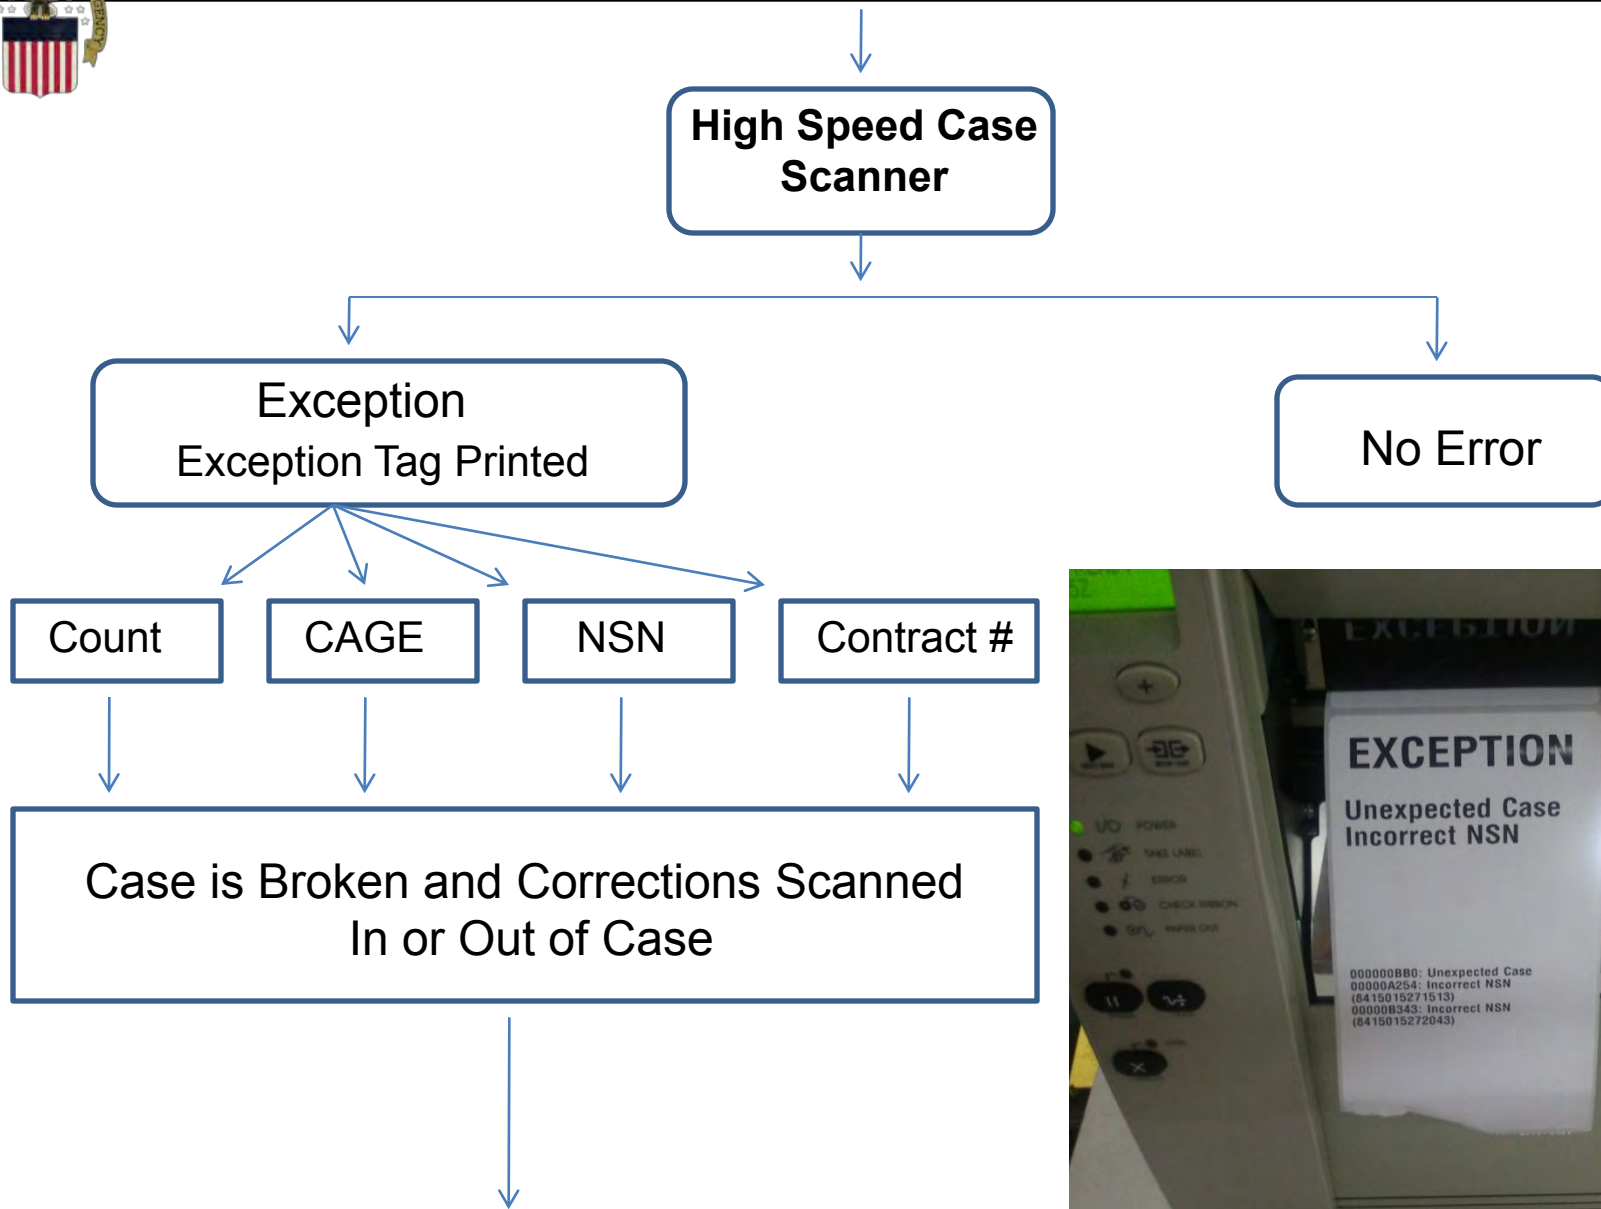 GENCY
High Speed Case
Scanner
Exception
Exception Tag Printed
No Error
Count
CAGE
NSN
Contract #
Case is Broken and Corrections Scanned
In or Out of Case
EXCEPTION
EXCEPTION
Unexpected Case
Incorrect NSN
I/O POWER
TAKE LABEL
ERROR
CHECK RIBBON
PAPER OUT
000000BB0: Unexpected Case
00000A254: Incorrect NSN
(8415015271513)
00000B343: Incorrect NSN
(8415015272043)